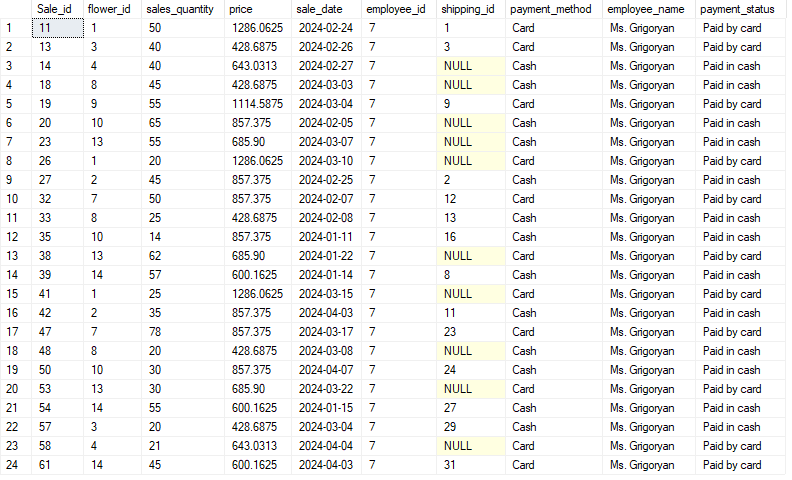 Sale_id flower_id sales_quantity price sale_date employee_id shipping_id payment_method employee_name payment_status
1 11 1 50 1286.0625 2024-02-24 7 1 Card Ms. Grigoryan Paid by card
2 13 3 40 428.6875 2024-02-26 7 3 Card Ms. Grigoryan Paid by card
3 14 4 40 643.0313 2024-02-27 7 NULL Cash Ms. Grigoryan Paid in cash
4 18 8 45 428.6875 2024-03-03 7 NULL Cash Ms. Grigoryan Paid in cash
5 19 9 55 1114.5875 2024-03-04 7 9 Card Ms. Grigoryan Paid by card
6 20 10 65 857.375 2024-02-05 7 NULL Cash Ms. Grigoryan Paid in cash
7 23 13 55 685.90 2024-03-07 7 NULL Cash Ms. Grigoryan Paid in cash
8 26 1 20 1286.0625 2024-03-10 7 NULL Card Ms. Grigoryan Paid by card
9 27 2 45 857.375 2024-02-25 7 2 Cash Ms. Grigoryan Paid in cash
10 32 7 50 857.375 2024-02-07 7 12 Card Ms. Grigoryan Paid by card
11 33 8 25 428.6875 2024-02-08 7 13 Cash Ms. Grigoryan Paid in cash
12 35 10 14 857.375 2024-01-11 7 16 Cash Ms. Grigoryan Paid in cash
13 38 13 62 685.90 2024-01-22 7 NULL Card Ms. Grigoryan Paid by card
14 39 14 57 600.1625 2024-01-14 7 8 Cash Ms. Grigoryan Paid in cash
15 41 1 25 1286.0625 2024-03-15 7 NULL Card Ms. Grigoryan Paid by card
16 42 2 35 857.375 2024-04-03 7 11 Cash Ms. Grigoryan Paid in cash
17 47 7 78 857.375 2024-03-17 7 23 Card Ms. Grigoryan Paid by card
18 48 8 20 428.6875 2024-03-08 7 NULL Cash Ms. Grigoryan Paid in cash
19 50 10 30 857.375 2024-04-07 7 24 Cash Ms. Grigoryan Paid in cash
20 53 13 30 685.90 2024-03-22 7 NULL Card Ms. Grigoryan Paid by card
21 54 14 55 600.1625 2024-01-15 7 27 Cash Ms. Grigoryan Paid in cash
22 57 3 20 428.6875 2024-03-04 7 29 Cash Ms. Grigoryan Paid in cash
23 58 4 21 643.0313 2024-04-04 7 NULL Card Ms. Grigoryan Paid by card
24 61 14 45 600.1625 2024-04-03 7 31 Card Ms. Grigoryan Paid by card